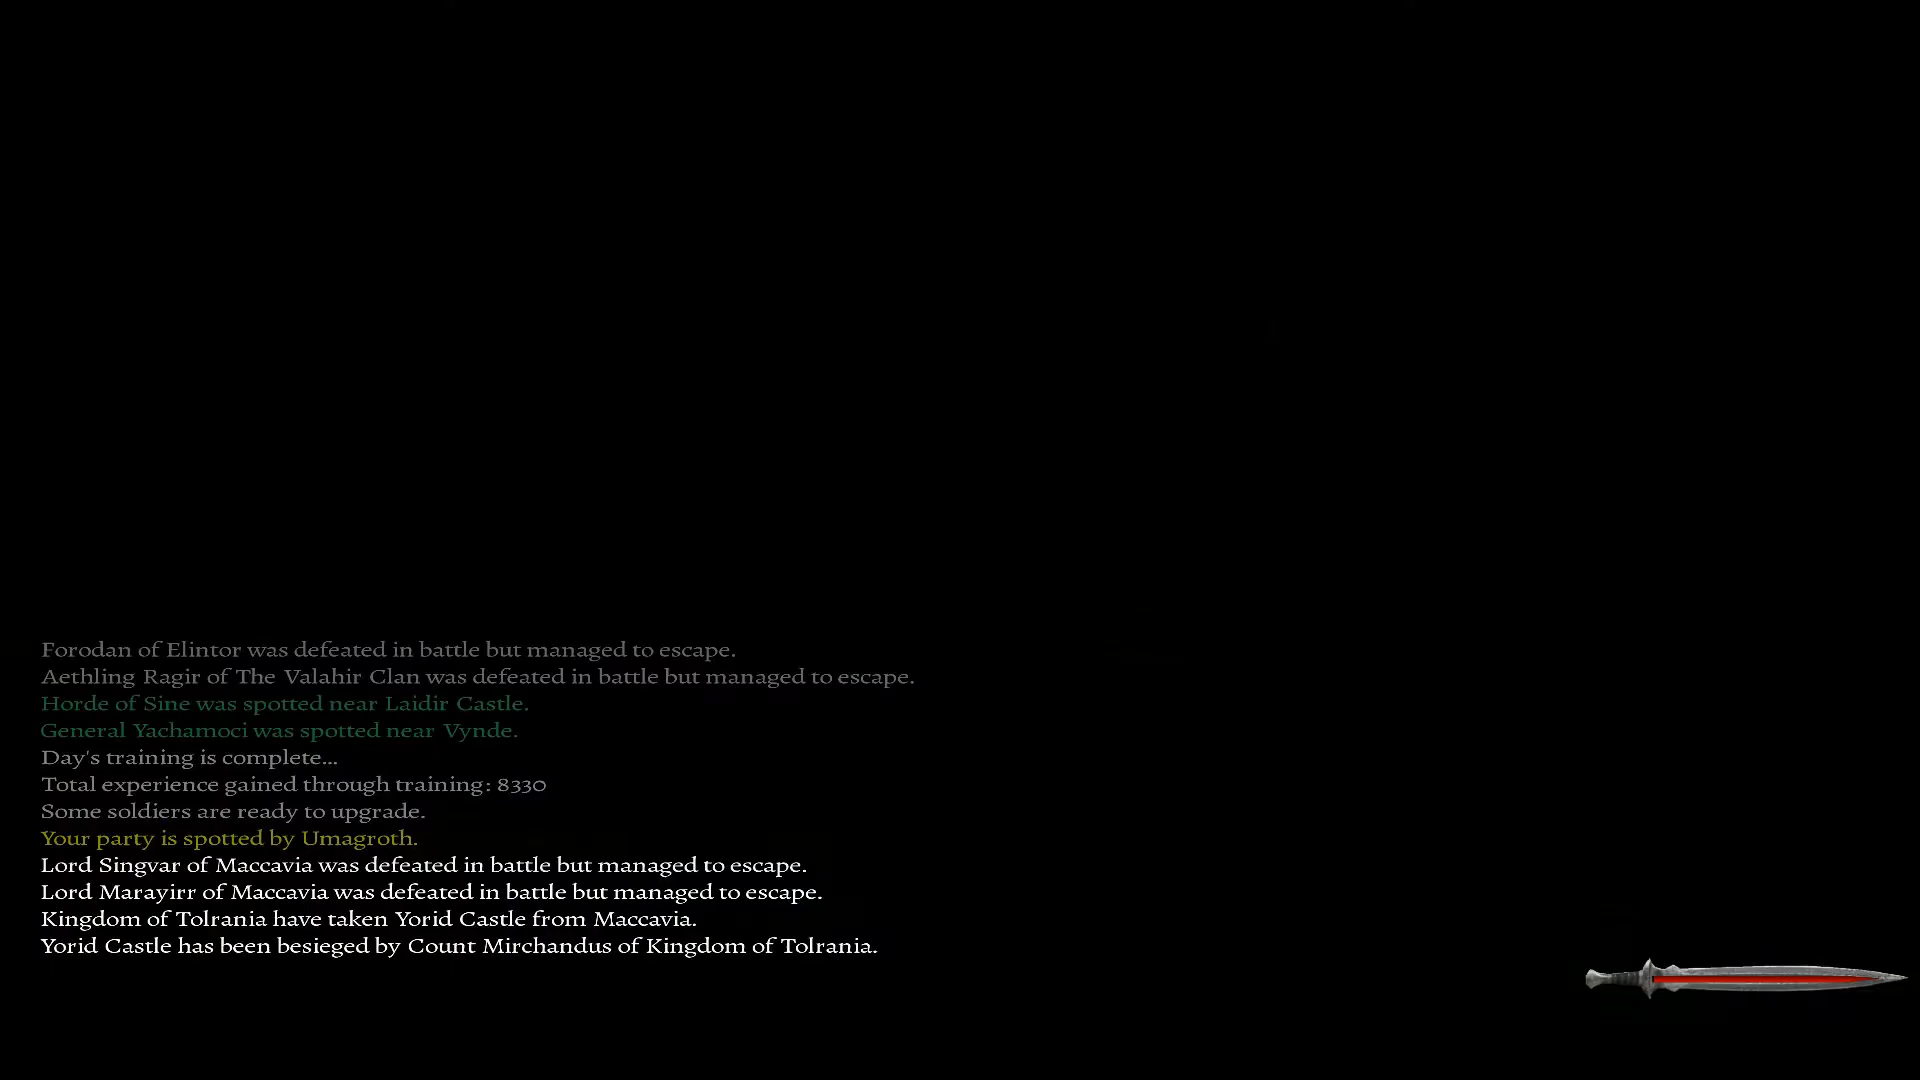 Forodan of Elintor was defeated in battle but managed to escape.
Aethling Ragir of The Valahir Clan was defeated in battle but managed to escape.
Horde of Sine was spotted near Laidir Castle.
General Yachamoci was spotted near Vynde.
Day's training is complete...
Total experience gained through training: 8330
Some soldiers are ready to upgrade.
Your party is spotted by Umagroth.
Lord Singvar of Maccavia was defeated in battle but managed to escape.
Lord Marayirr of Maccavia was defeated in battle but managed to escape.
Kingdom of Tolrania have taken Yorid Castle from Maccavia.
Yorid Castle has been besieged by Count Mirchandus of Kingdom of Tolrania.